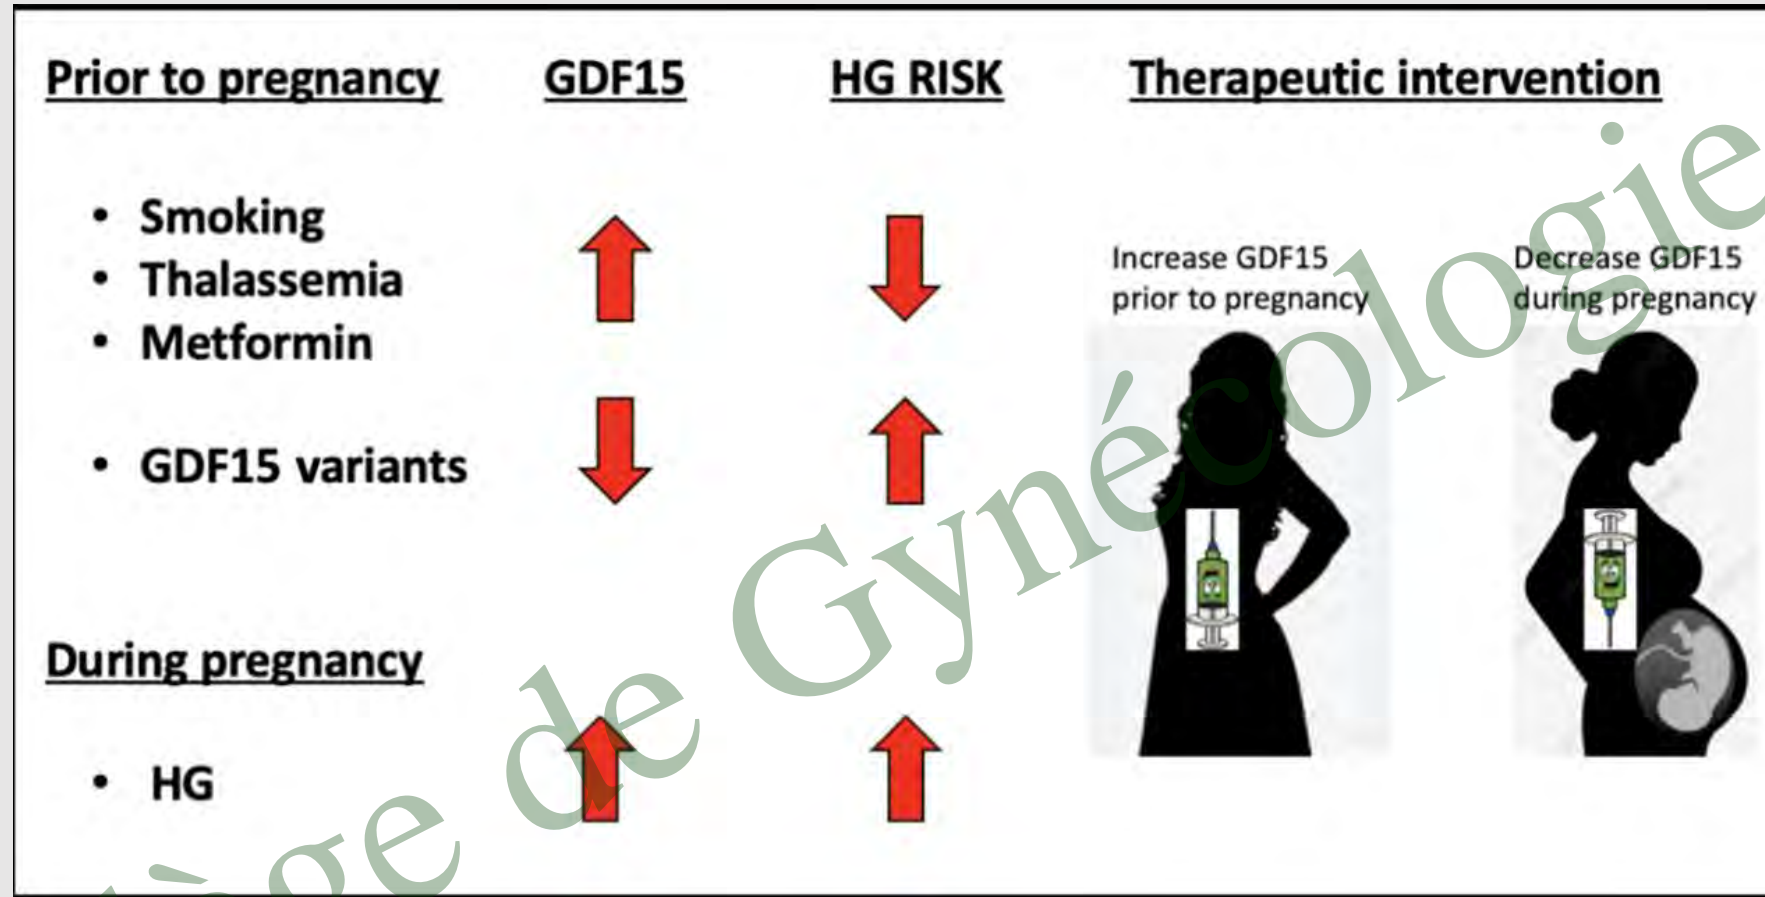 Prior to pregnancy GDF15 HG RISK Therapeutic intervention
• Smoking
• Thalassemia
• Metformin
Increase GDF15
prior to pregnancy
Decrease GDF15
during pregnancy
• GDF15 variants
During pregnancy
• HG
ège de Gynécologie